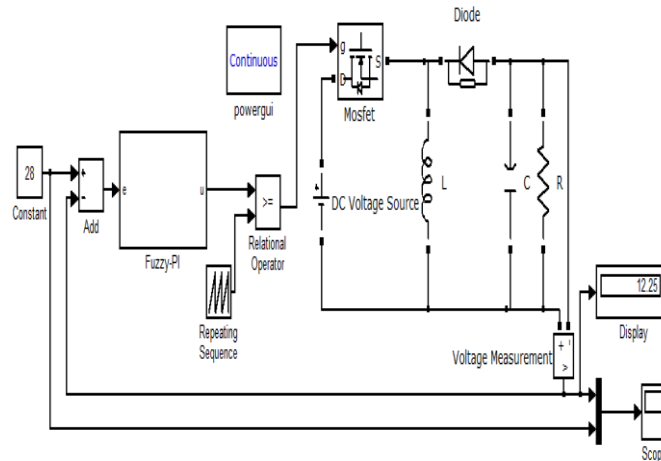 Diode
Continuous
powergui
g
S
D
Mosfet
28
Constant
+
-
Add
e
u
Fuzzy-PI
>=
Relational
Operator
Repeating
Sequence
+
DC Voltage Source
L
C
R
12.25
Display
+
-
v
Voltage Measurement
Scop